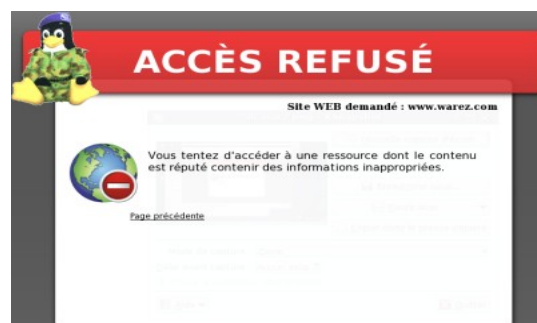 ACCÈS REFUSÉ
Site WEB demandé : www.warez.com
Vous tentez d'accéder à une ressource dont le contenu
est réputé contenir des informations inappropriées.
Page précédente